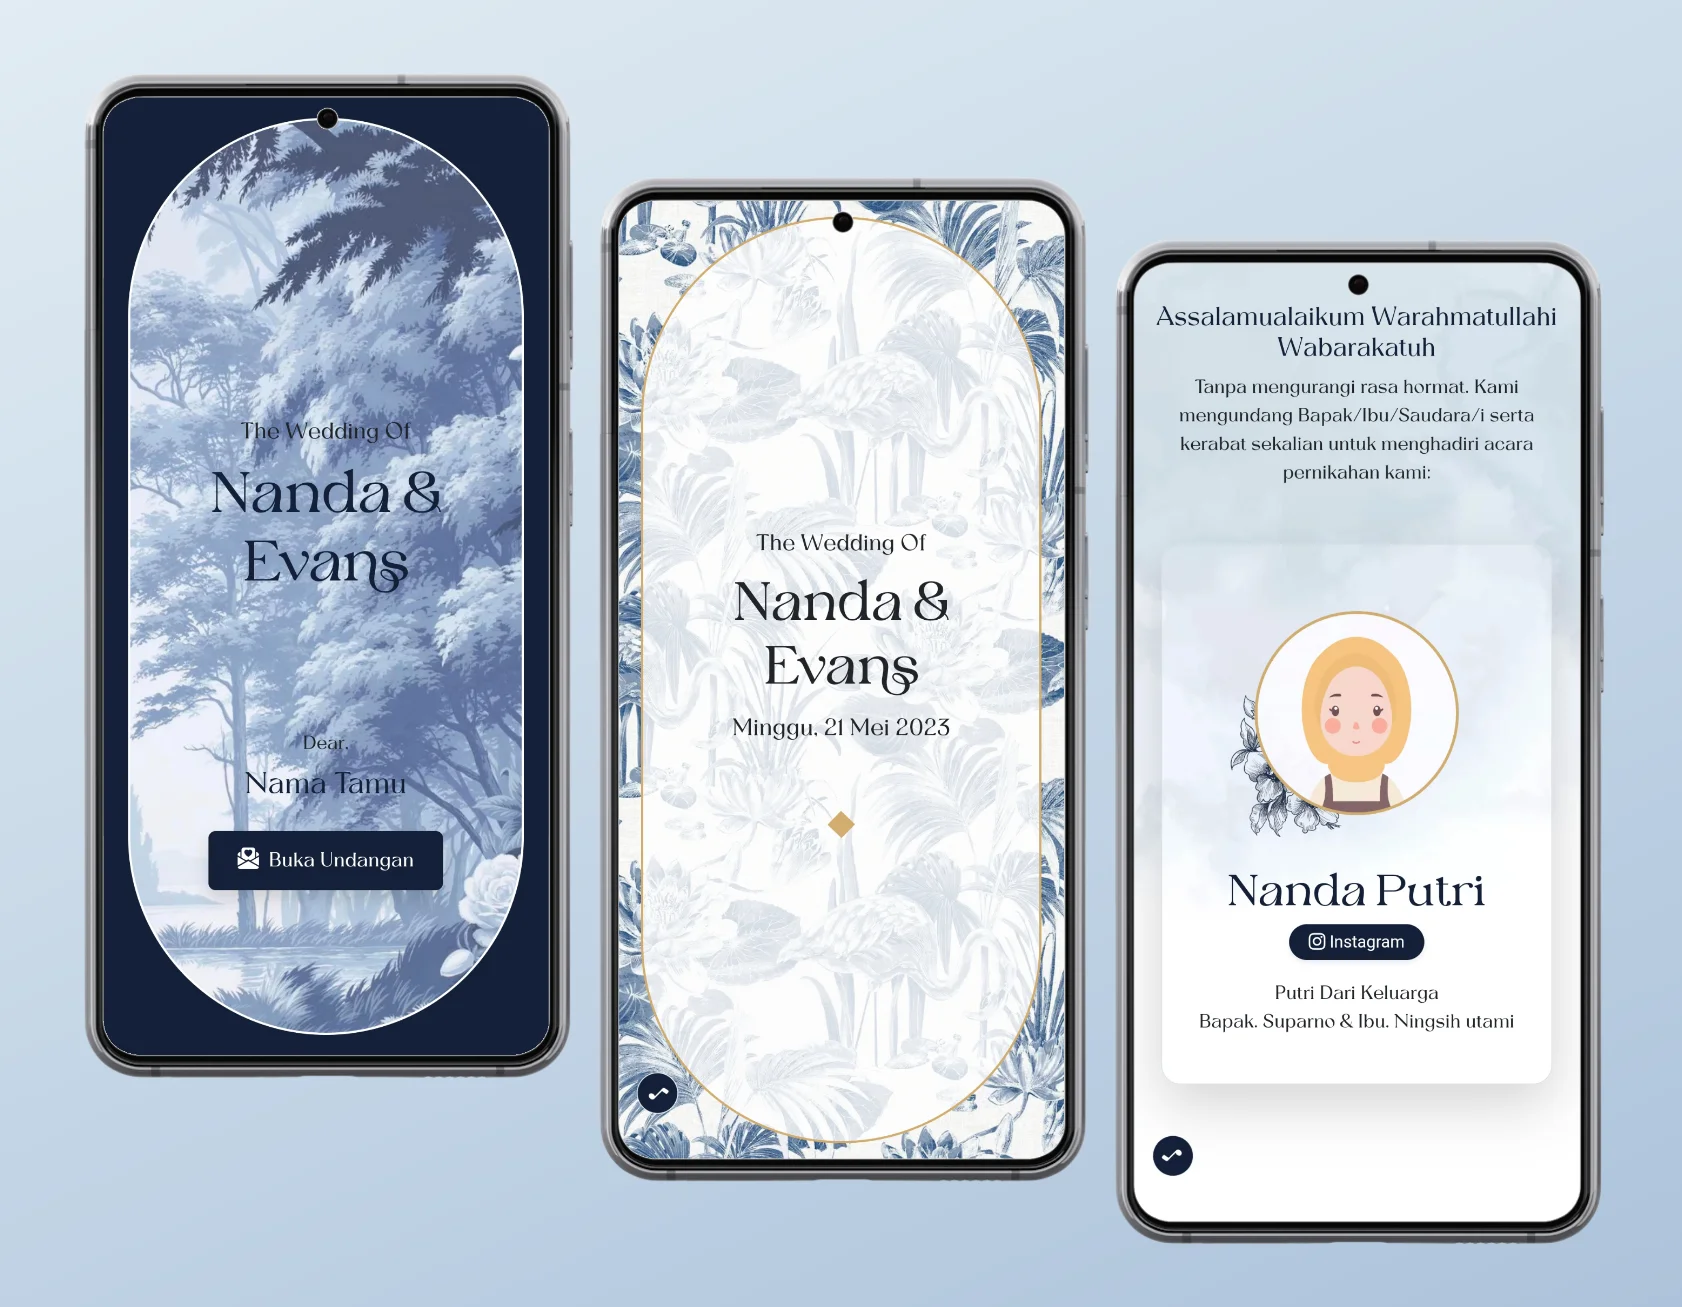 The Wedding Of
Nanda &
Evans
Dear,
Nama Tamu
Buka Undangan
The Wedding Of
Nanda &
Evans
Minggu, 21 Mei 2023
Assalamualaikum Warahmatullahi
Wabarakatuh
Tanpa mengurangi rasa hormat. Kami
mengundang Bapak/Ibu/Saudara/i serta
kerabat sekalian untuk menghadiri acara
pernikahan kami:
Nanda Putri
Instagram
Putri Dari Keluarga
Bapak. Suparno & Ibu. Ningsih utami